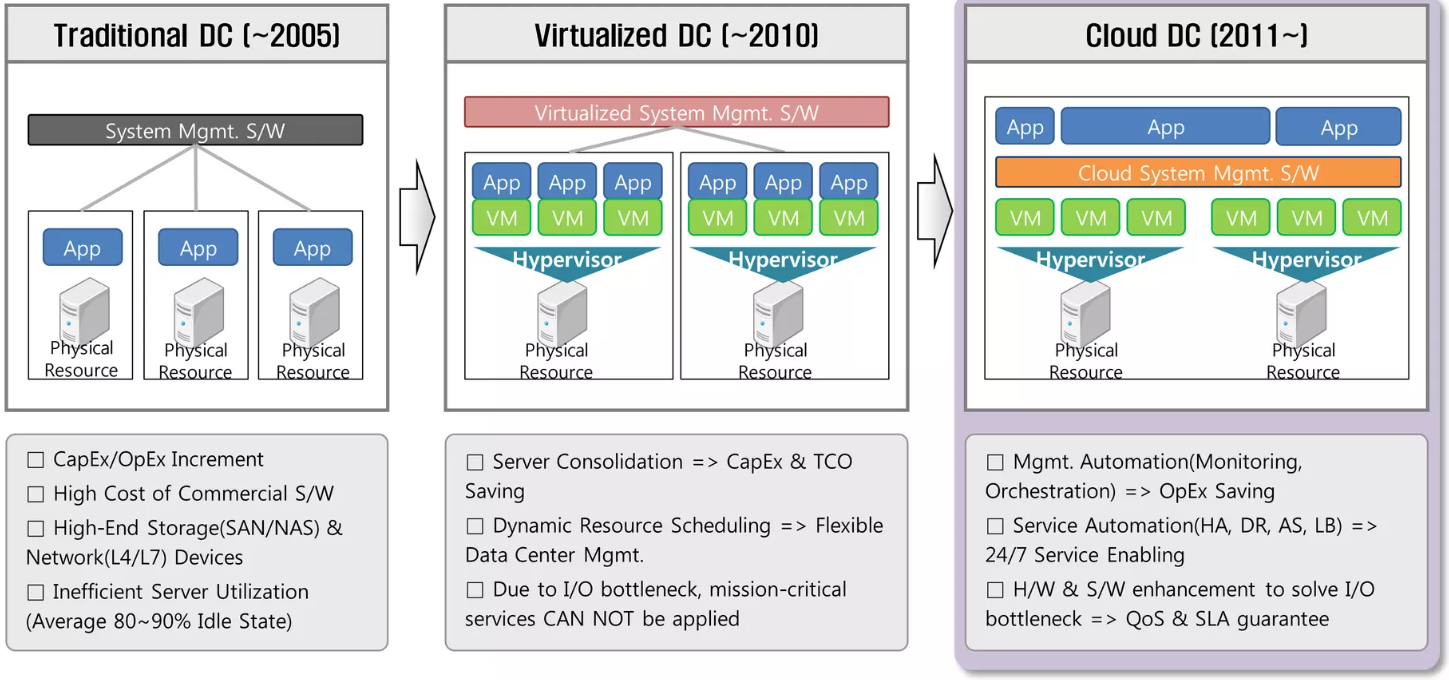 Traditional DC (~2005)
System Mgmt. S/W
App
App
App
Physical
Resource
Physical
Resource
Physical
Resource
□ CapEx/OpEx Increment
□ High Cost of Commercial S/W
□ High-End Storage(SAN/NAS) &
Network(L4/L7) Devices
□ Inefficient Server Utilization
(Average 80~90% Idle State)
Virtualized DC (~2010)
Virtualized System Mgmt. S/W
App App App App App App
VM VM VM VM VM VM
Hypervisor Hypervisor
Physical
Resource
Physical
Resource
□ Server Consolidation => CapEx & TCO
Saving
□ Dynamic Resource Scheduling => Flexible
Data Center Mgmt.
□ Due to I/O bottleneck, mission-critical
services CAN NOT be applied
Cloud DC (2011~)
App App App
Cloud System Mgmt. S/W
VM VM VM VM VM VM
Hypervisor Hypervisor
Physical
Resource
Physical
Resource
□ Mgmt. Automation(Monitoring,
Orchestration) => OpEx Saving
□ Service Automation(HA, DR, AS, LB) =>
24/7 Service Enabling
□ H/W & S/W enhancement to solve I/O
bottleneck => QoS & SLA guarantee